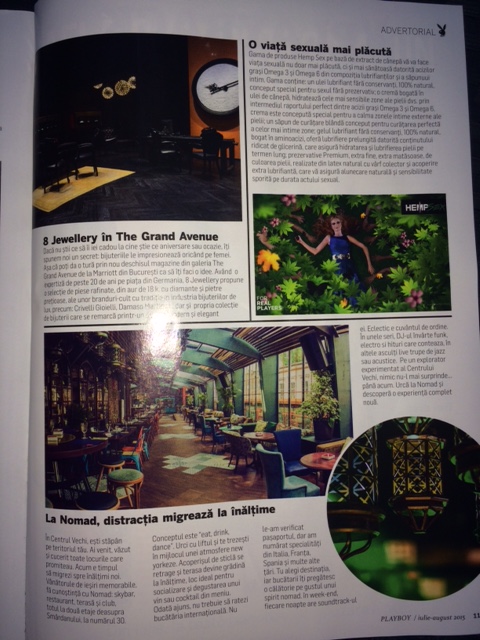 ADVERTORIAL
8 Jewellery în The Grand Avenue
Dacă nu știi ce să îi iei cadou la cine știe ce aniversare sau ocazie, îți
spunem noi un secret: bijuteriile le impresionează oricând pe femei.
Așa că poți da o tură prin nou deschisul magazin din galeria The
Grand Avenue de la Marriott din București ca să îți faci o idee. Având o
expertiză de peste 20 de ani pe piața din Germania, 8 Jewellery propune
o selecție de piese rafinate, din aur de 18 k, cu diamante și pietre
prețioase, ale unor branduri-cult cu tradiție în industria bijuteriilor de
lux, precum: Crivelli Gioielli, Damaso dar și propria colecție
de bijuterii care se remarcă printr-un modern și elegant
O viață sexuală mai plăcută
Gama de produse Hemp Sex pe bază de extract de cânepă vă va face
viața sexuală nu doar mai plăcută, ci și mai sănătoasă datorită acizilor
grași Omega 3 și Omega 6 din compoziția lubrifianților și a săpunului
intim. Gama conține: un ulei lubrifiant fără conservanți, 100% natural,
conceput special pentru sexul fără prezervativ, o cremă bogată în
ulei de cânepă, hidratează cele mai sensibile zone ale pielii dvs. prin
intermediul raportului perfect dintre acizii grași Omega 3 și Omega 6,
crema este concepută special pentru a calma zonele intime externe ale
pielii; un săpun de curățare blândă conceput pentru curățarea perfectă
a celor mai intime zone; gelul lubrifiant fără conservanți, 100% natural,
bogat în aminoacizi, oferă lubrifiere prelungită datorită conținutului
ridicat de glicerină, care asigură hidratarea și lubrifierea pielii pe
termen lung; prezervative Premium, extra fine, extra mătăsoase, de
culoarea pielii, realizate din latex natural cu vârf colector și acoperire
extra lubrifiantă, care vă asigură alunecare naturală și sensibilitate
sporită pe durata actului sexual.
HEMP
FOR
REAL
PLAYERS
La Nomad, distracția migrează la înălțime
În Centrul Vechi, ești stăpân
pe teritoriul tău. Ai venit, văzut
și cucerit toate locurile care
promiteau. Acum e timpul
să migrezi spre înălțimi noi.
Vânătorule de ieșiri memorabile,
fă cunoștință cu Nomad: skybar,
restaurant, terasă și club,
totul la două etaje deasupra
Smârdanului, la numărul 30.
Conceptul este "eat, drink,
dance". Urci cu liftul și te trezești
în mijlocul unei atmosfere new
yorkeze. Acoperișul de sticlă se
retrage și terasa devine grădină
la înălțime, loc ideal pentru
socializare și degustarea unui
vin sau cocktail din meniu.
Odată ajuns, nu trebuie să rabozi
bucătăria internațională. Nu
le-am verificat
pașaportul, dar am
numărat specialități
din Italia, Franța,
Spania și multe alte
țări. Tu alegi destinația,
iar bucătarii îți pregătesc
o călătorie pe gustul unui
spirit nomad. În week-end,
fiecare noapte are soundtrack-ul
ei. Eclectic e cuvântul de ordine.
În unele seri, DJ-ul învârte funk,
electro și hituri care contează, în
altele asculți live trupe de jazz
sau acustice. Pe un explorator
experimentat al Centrului
Vechi, nimic nu-l mai surprinde...
până acum. Urcă la Nomad și
descoperă o experiență complet
nouă.
PLAYBOY / iulie-august 2015 11